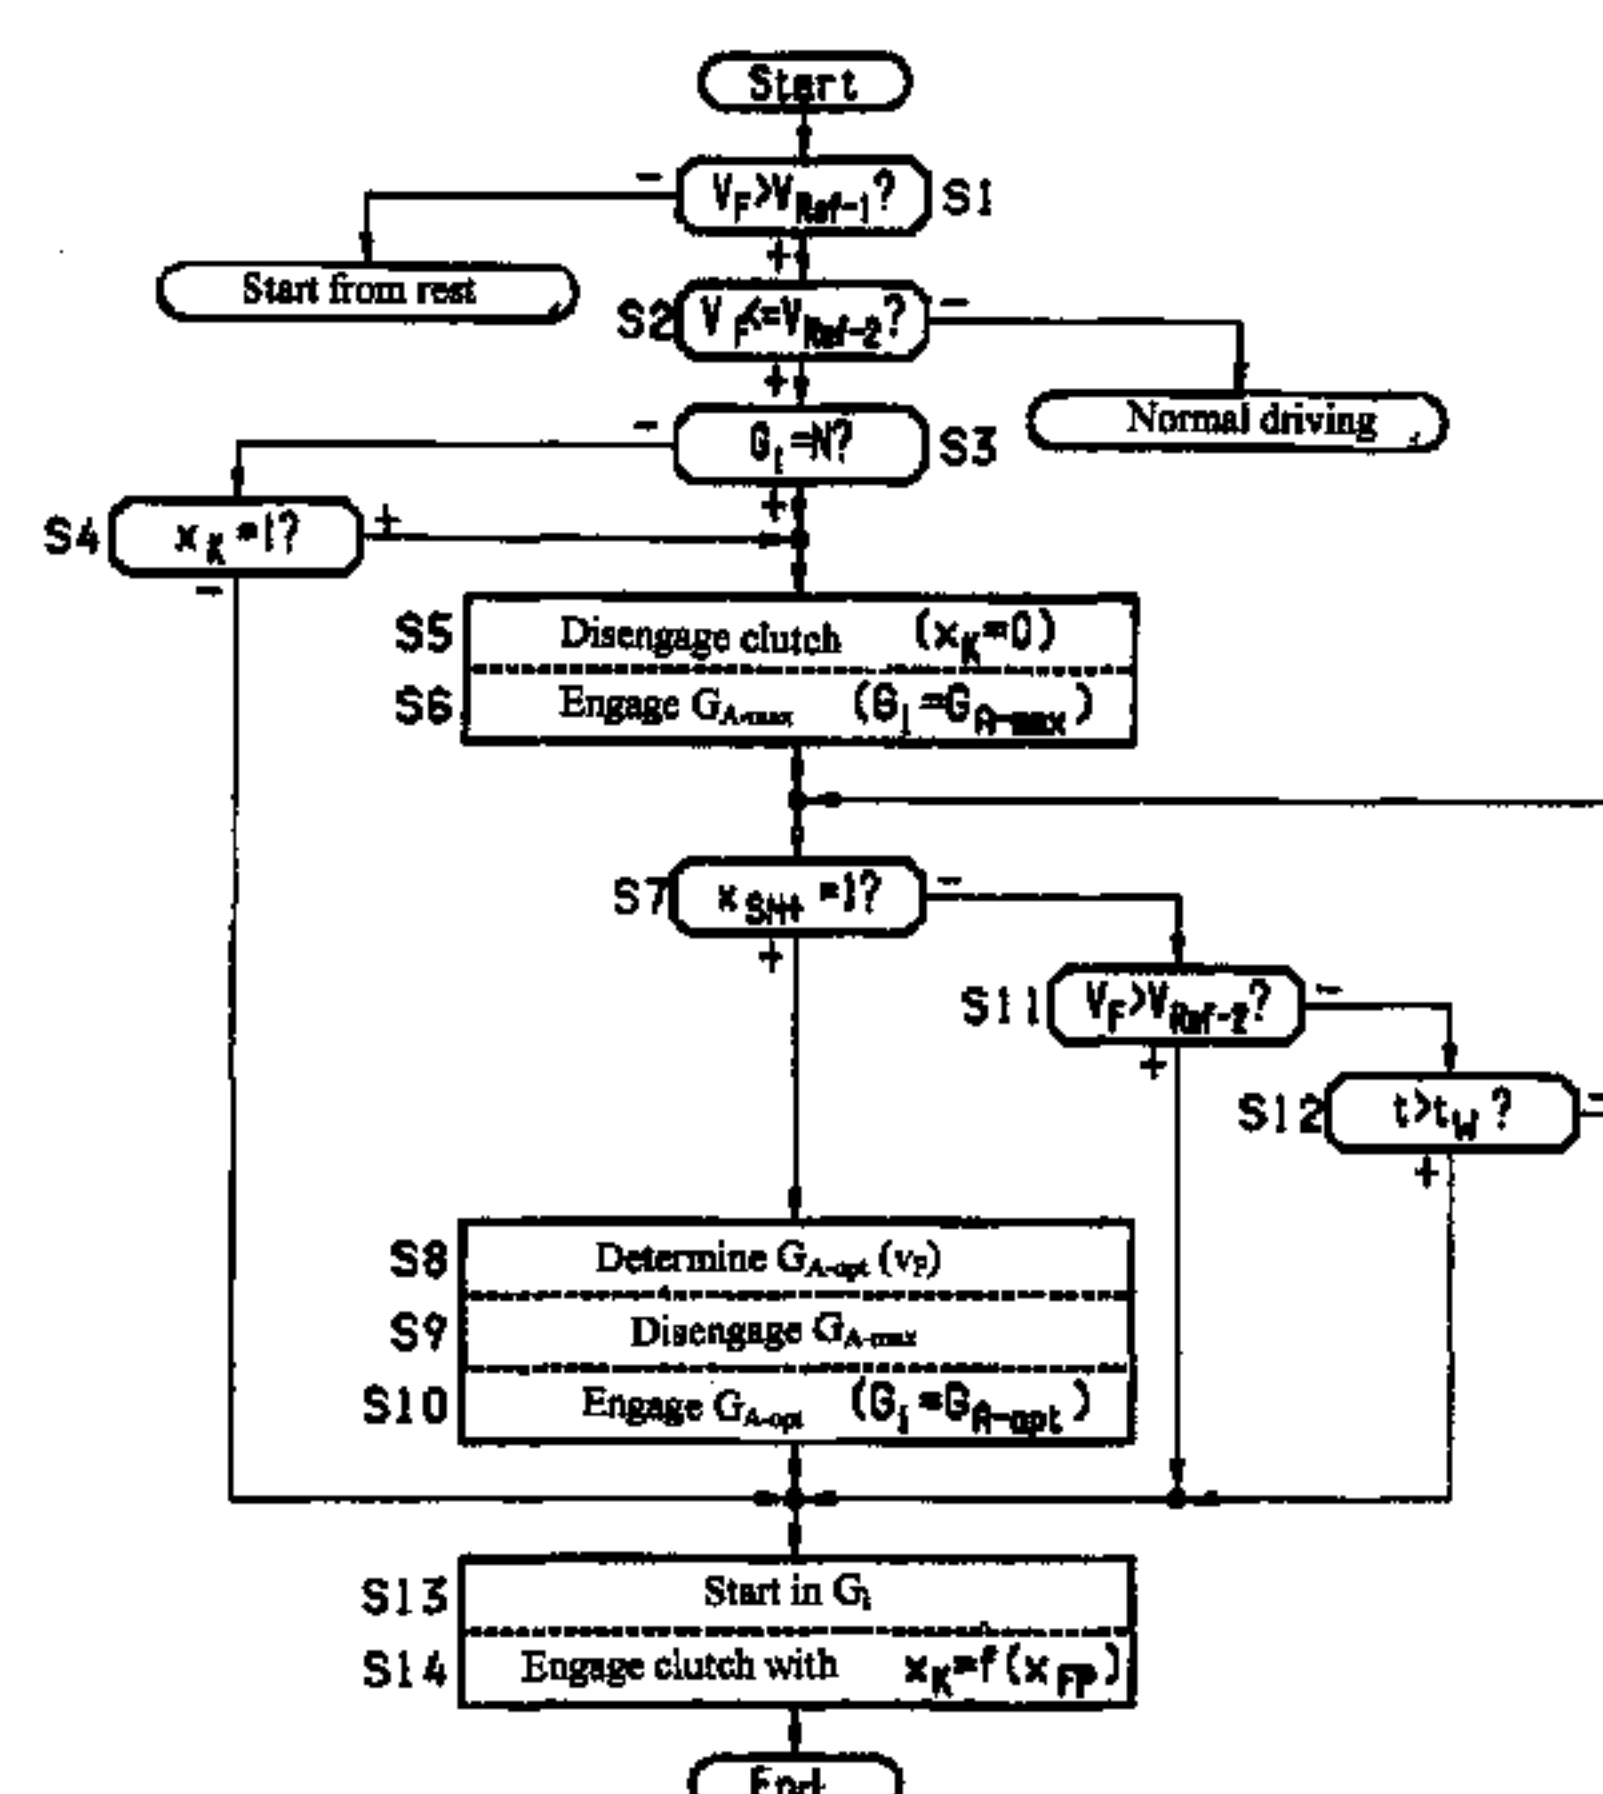 Start
-
V_F>V_Ref-1?
S1
+
Start from rest
S2
V_F<=V_Ref-2?
-
+
Normal driving
-
G_i=N?
S3
+
S4
x_K=1?
+
-
S5
Disengage clutch (x_K=0)
S6
Engage G_A-max (G_i=G_A-max)
S7
=1?
-
+
S11
V_F>V_Ref-2?
-
+
S12
t>t_W?
-
+
S8
Determine G_A-opt (v_F)
S9
Disengage G_A-max
S10
Engage G_A-opt (G_i=G_A-opt)
S13
Start in G_i
S14
Engage clutch with x_K=f(x_FP)
End